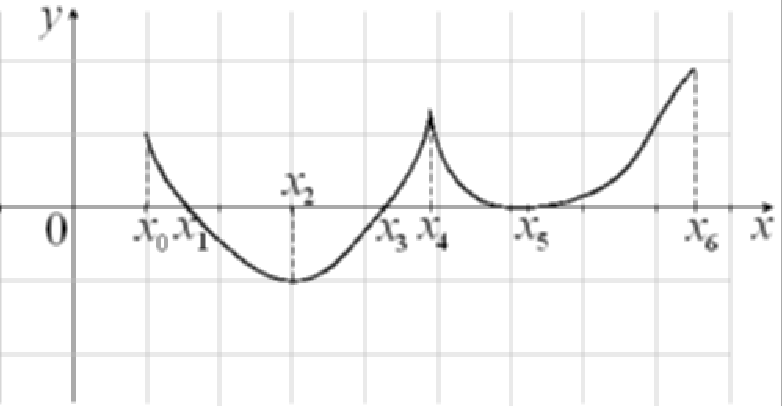 y
x₂
0 x₀ x₁ x₃ x₄ x₅ x₆ x